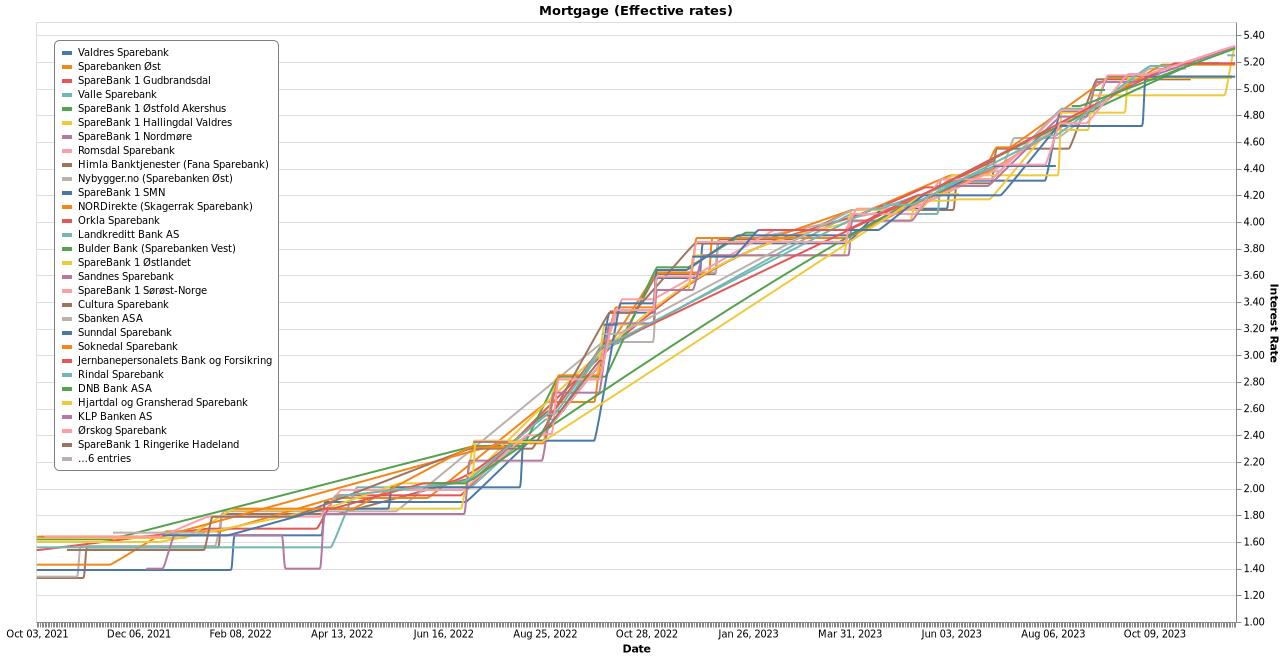 Mortgage (Effective rates)
Valdres Sparebank
Sparebanken Øst
SpareBank 1 Gudbrandsdal
Valle Sparebank
SpareBank 1 Østfold Akershus
SpareBank 1 Hallingdal Valdres
SpareBank 1 Nordmøre
Romsdal Sparebank
Himla Banktjenester (Fana Sparebank)
Nybygger.no (Sparebanken Øst)
SpareBank 1 SMN
NORDirekte (Skagerrak Sparebank)
Orkla Sparebank
Landkreditt Bank AS
Bulder Bank (Sparebanken Vest)
SpareBank 1 Østlandet
Sandnes Sparebank
SpareBank 1 Sørøst-Norge
Cultura Sparebank
Sbanken ASA
Sunndal Sparebank
Soknedal Sparebank
Jernbanepersonalets Bank og Forsikring
Rindal Sparebank
DNB Bank ASA
Hjartdal og Gransherad Sparebank
KLP Banken AS
Ørskog Sparebank
SpareBank 1 Ringerike Hadeland
...6 entries
5.40
5.20
5.00
4.80
4.60
4.40
4.20
4.00
3.80
3.60
3.40
3.20
3.00
2.80
2.60
2.40
2.20
2.00
1.80
1.60
1.40
1.20
1.00
Interest Rate
Oct 03, 2021 Dec 06, 2021 Feb 08, 2022 Apr 13, 2022 Jun 16, 2022 Aug 25, 2022 Oct 28, 2022 Jan 26, 2023 Mar 31, 2023 Jun 03, 2023 Aug 06, 2023 Oct 09, 2023
Date